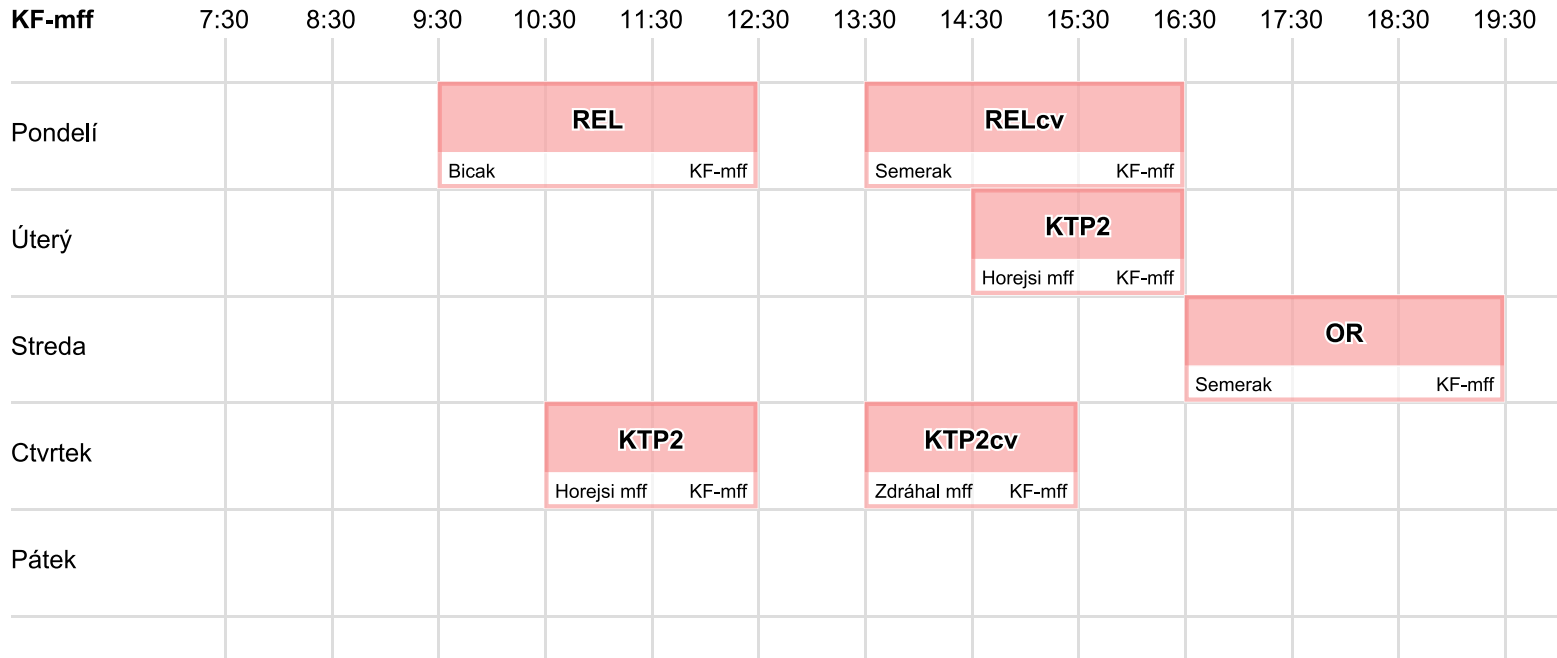 KF-mff 7:30 8:30 9:30 10:30 11:30 12:30 13:30 14:30 15:30 16:30 17:30 18:30 19:30
Pondelí
REL
Bicak KF-mff
RELcv
Semerak KF-mff
Úterý
KTP2
Horejsi mff KF-mff
Streda
OR
Semerak KF-mff
Ctvrtek
KTP2
Horejsi mff KF-mff
KTP2cv
Zdráhal mff KF-mff
Pátek